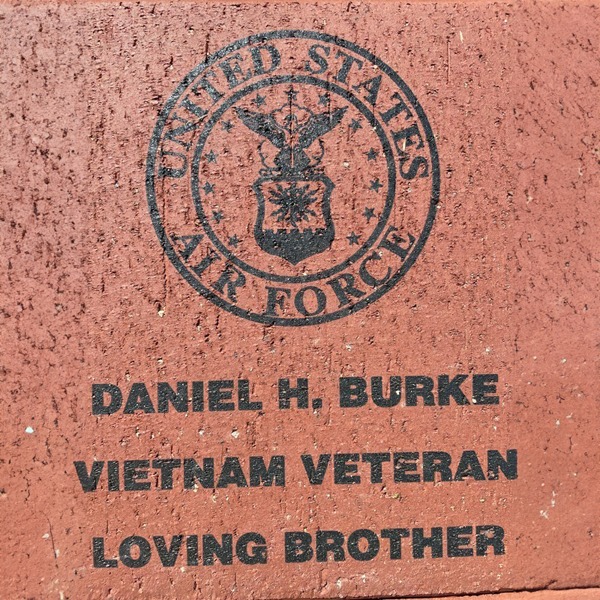 UNITED STATES
AIR FORCE
DANIEL H. BURKE
VIETNAM VETERAN
LOVING BROTHER